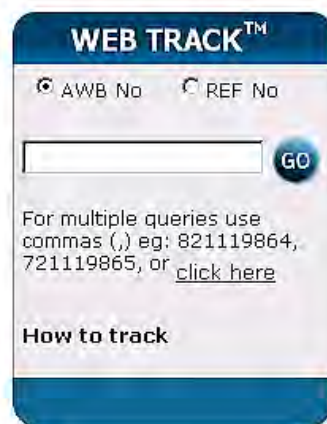 WEB TRACK™
AWB No REF No
GO
For multiple queries use
commas (,) eg: 821119864,
721119865, or click here
How to track